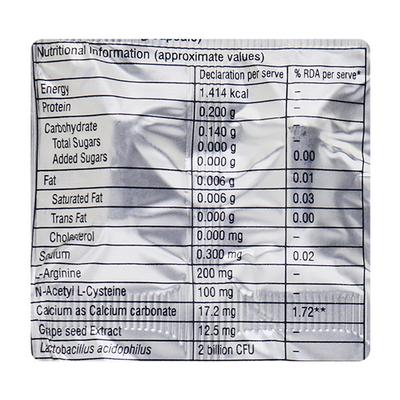 Nutritional Information (approximate values)
Declaration per serve % RDA per serve*
Energy 1.414 kcal –
Protein 0.200 g –
Carbohydrate 0.140 g –
Total Sugars 0.000 g –
Added Sugars 0.000 g 0.00
Fat 0.006 g 0.01
Saturated Fat 0.006 g 0.03
Trans Fat 0.000 g 0.00
Cholesterol 0.000 mg –
Sodium 0.300 mg 0.02
L-Arginine 200 mg –
N-Acetyl L-Cysteine 100 mg –
Calcium as Calcium carbonate 17.2 mg 1.72**
Grape seed Extract 12.5 mg –
Lactobacillus acidophilus 2 billion CFU –